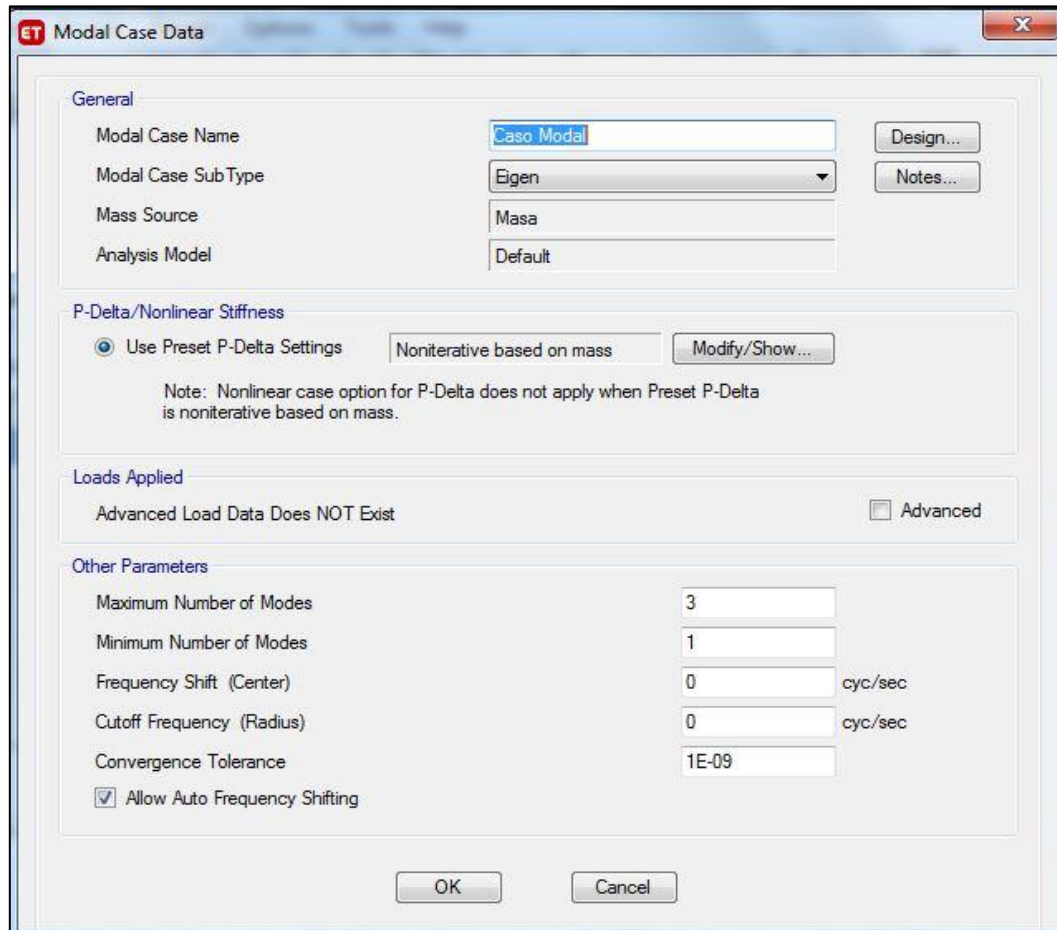 ET Modal Case Data
General
Modal Case Name Caso Modal Design...
Modal Case SubType Eigen Notes...
Mass Source Masa
Analysis Model Default
P-Delta/Nonlinear Stiffness
Use Preset P-Delta Settings Noniterative based on mass Modify/Show...
Note: Nonlinear case option for P-Delta does not apply when Preset P-Delta
is noniterative based on mass.
Loads Applied
Advanced Load Data Does NOT Exist Advanced
Other Parameters
Maximum Number of Modes 3
Minimum Number of Modes 1
Frequency Shift (Center) 0 cyc/sec
Cutoff Frequency (Radius) 0 cyc/sec
Convergence Tolerance 1E-09
Allow Auto Frequency Shifting
OK Cancel